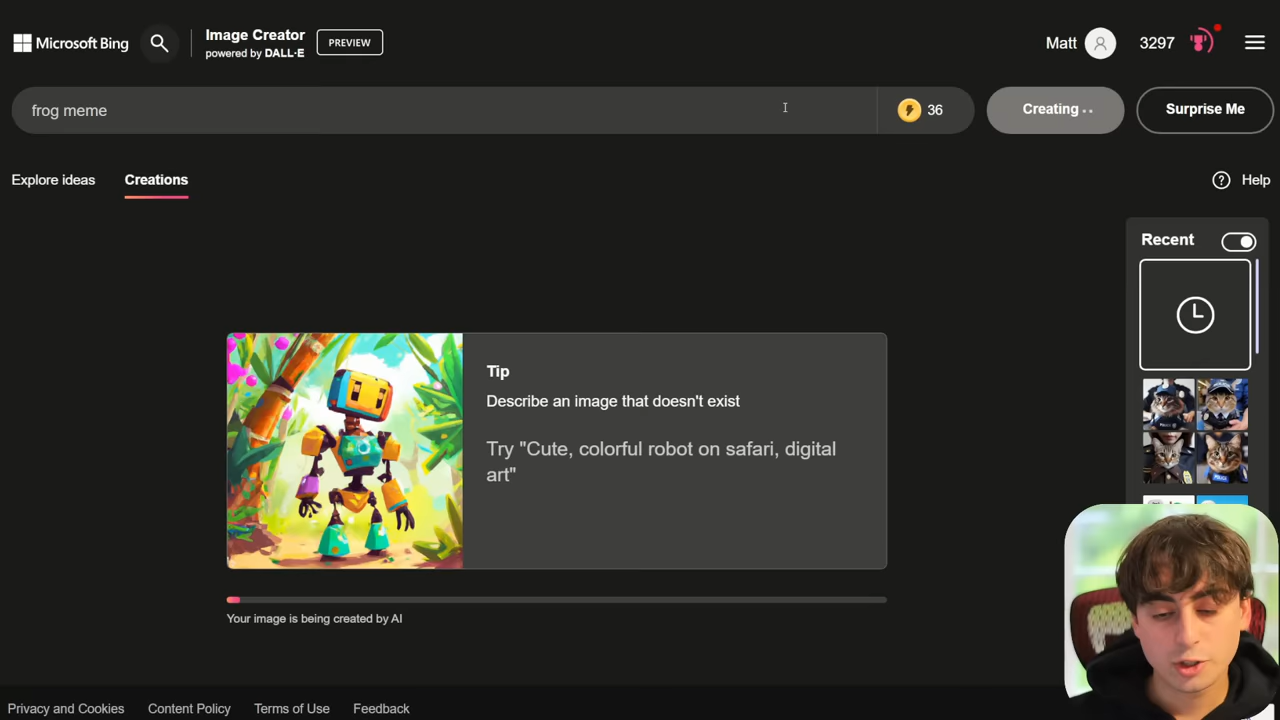 Microsoft Bing
Image Creator
powered by DALL·E
PREVIEW
Matt
3297
frog meme
36
Creating . .
Surprise Me
Explore ideas
Creations
Help
Recent
Tip
Describe an image that doesn't exist
Try "Cute, colorful robot on safari, digital
art"
Your image is being created by AI
Privacy and Cookies
Content Policy
Terms of Use
Feedback